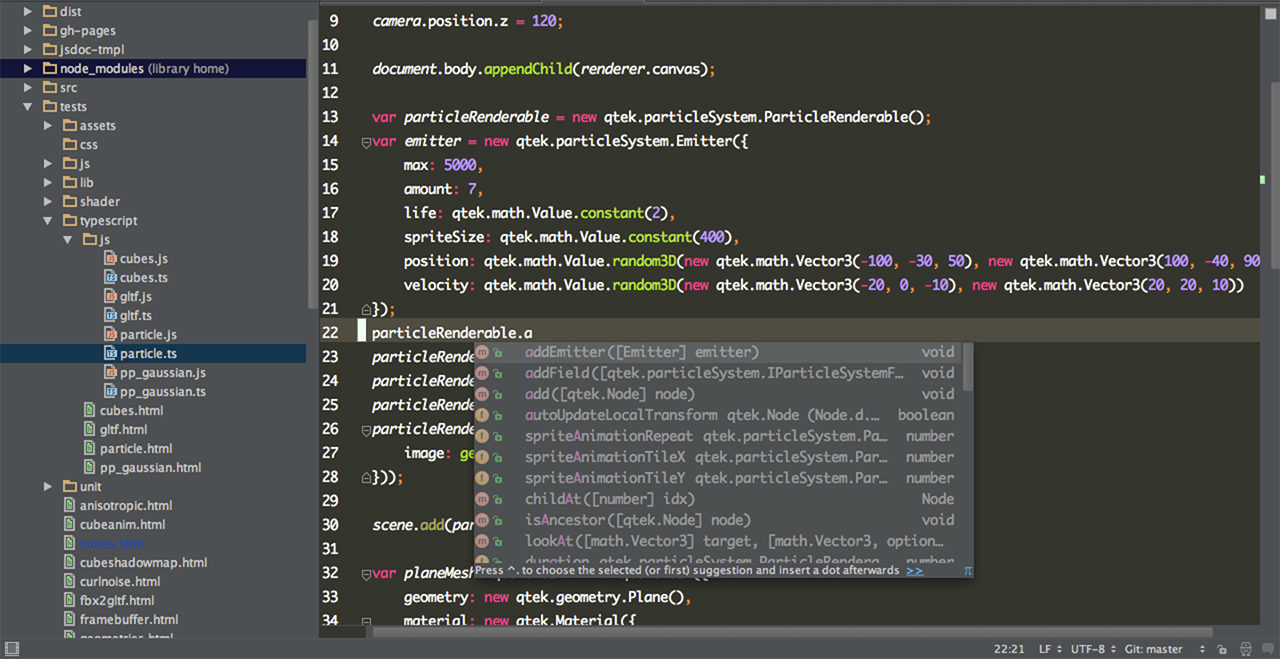 dist
gh-pages
jsdoc-tmpl
node_modules (library home)
src
tests
assets
css
js
lib
shader
typescript
js
cubes.js
cubes.ts
gltf.js
gltf.ts
particle.js
particle.ts
pp_gaussian.js
pp_gaussian.ts
cubes.html
gltf.html
particle.html
pp_gaussian.html
unit
anisotropic.html
cubeanim.html
cubes.html
cubeshadowmap.html
curlnoise.html
fbx2gltf.html
framebuffer.html
geometries.html
9 camera.position.z = 120;
10
11 document.body.appendChild(renderer.canvas);
12
13 var particleRenderable = new qtek.particleSystem.ParticleRenderable();
14 var emitter = new qtek.particleSystem.Emitter({
15 max: 5000,
16 amount: 7,
17 life: qtek.math.Value.constant(2),
18 spriteSize: qtek.math.Value.constant(400),
19 position: qtek.math.Value.random3D(new qtek.math.Vector3(-100, -30, 50), new qtek.math.Vector3(100, -40, 90
20 velocity: qtek.math.Value.random3D(new qtek.math.Vector3(-20, 0, -10), new qtek.math.Vector3(20, 20, 10))
21 });
22 particleRenderable.a
23 particleRende
24 particleRende
25 particleRende
26 particleRende
27 image: ge
28 }));
29
30 scene.add(par
31
32 var planeMesh
33 geometry: new qtek.geometry.Plane(),
34 material: new qtek.Material({
m addEmitter([Emitter] emitter) void
m addField([qtek.particleSystem.IParticleSystemF… void
m add([qtek.Node] node) void
f autoUpdateLocalTransform qtek.Node (Node.d.… boolean
f spriteAnimationRepeat qtek.particleSystem.Pa… number
f spriteAnimationTileX qtek.particleSystem.Par… number
f spriteAnimationTileY qtek.particleSystem.Par… number
m childAt([number] idx) Node
m isAncestor([qtek.Node] node) void
m lookAt([math.Vector3] target, [math.Vector3, option…
f duration qtek.particleSystem.ParticleRendera… number
Press ^. to choose the selected (or first) suggestion and insert a dot afterwards >> π
22:21 LF UTF-8 Git: master